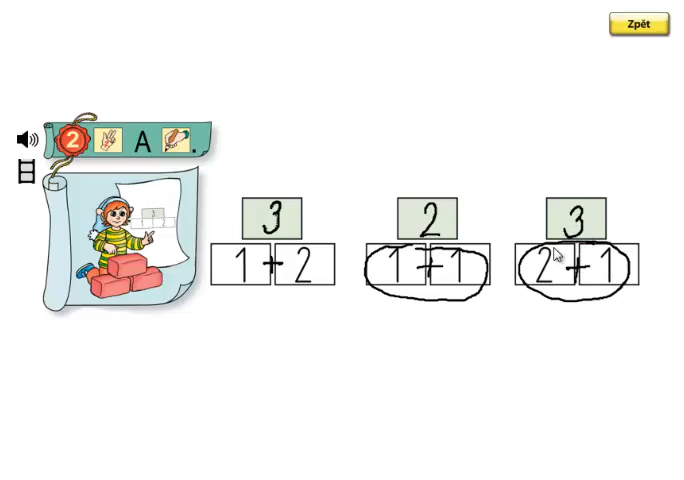 Zpět
2 A .
3 2 3
1 + 2 1 + 1 2 + 1